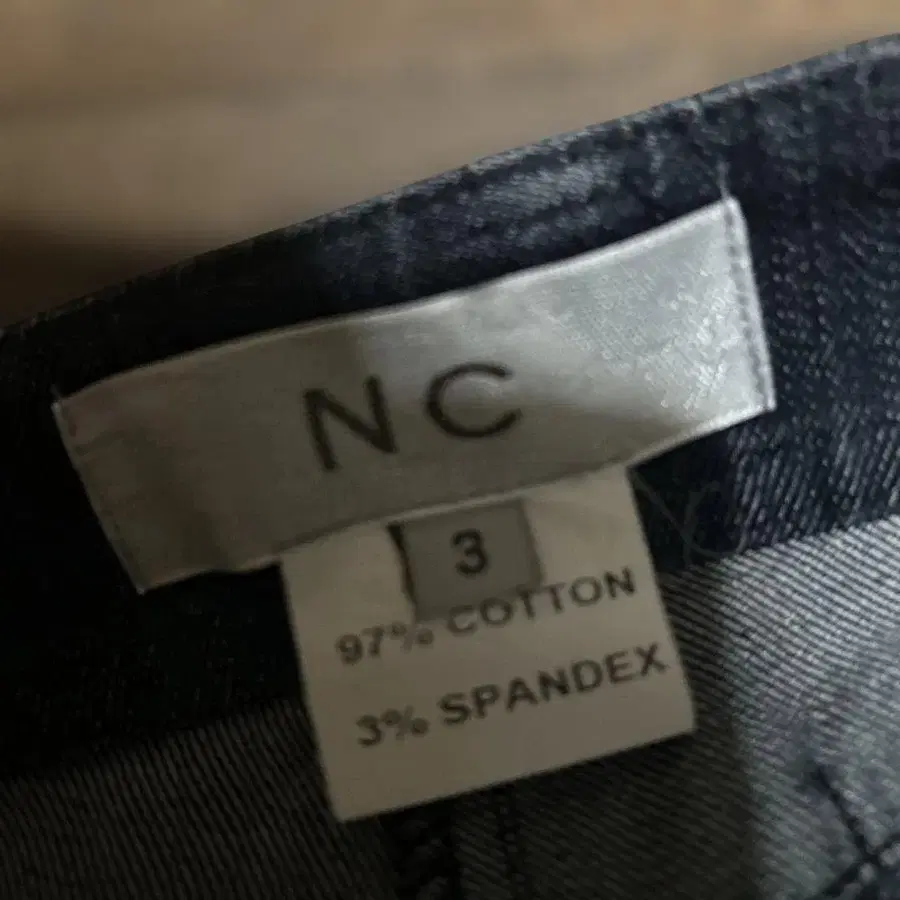 NC
3
97% COTTON
3% SPANDEX